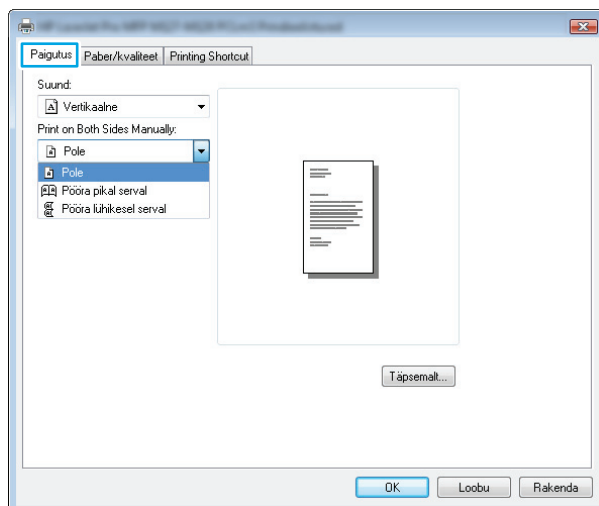 Paigutus Paber/kvaliteet Printing Shortcut
Suund:
Vertikaalne
Print on Both Sides Manually:
Pole
Pole
Pööra pikal serval
Pööra lühikesel serval
Täpsemalt...
OK Loobu Rakenda